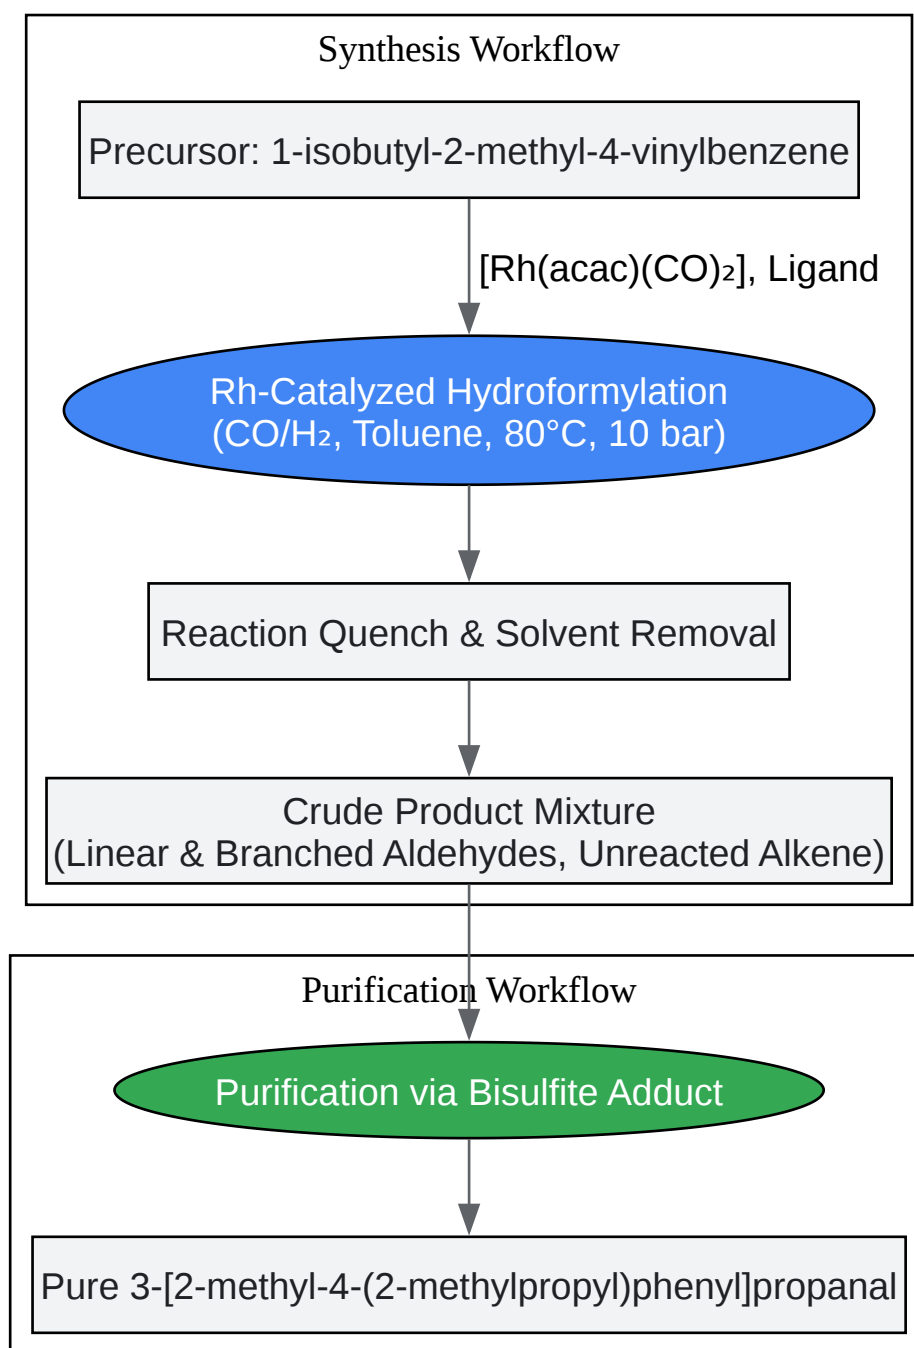 Synthesis Workflow
Precursor: 1-isobutyl-2-methyl-4-vinylbenzene
[Rh(acac)(CO)₂], Ligand
Rh-Catalyzed Hydroformylation
(CO/H₂, Toluene, 80°C, 10 bar)
Reaction Quench & Solvent Removal
Crude Product Mixture
(Linear & Branched Aldehydes, Unreacted Alkene)
Purification Workflow
Purification via Bisulfite Adduct
Pure 3-[2-methyl-4-(2-methylpropyl)phenyl]propanal